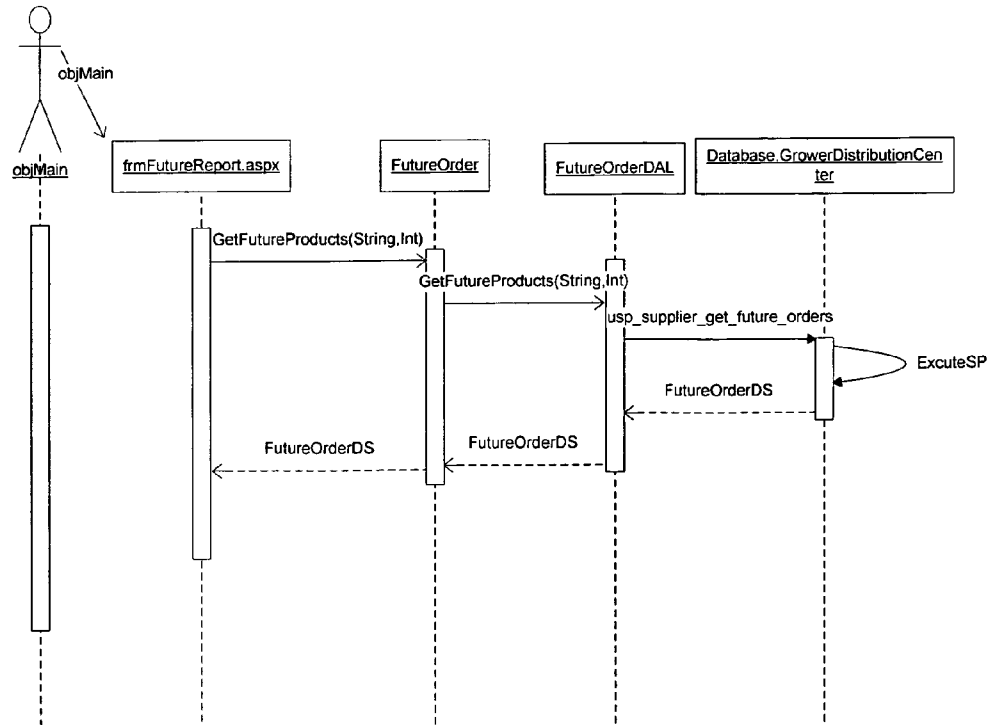 objMain
objMain
frmFutureReport.aspx
FutureOrder
FutureOrderDAL
Database.GrowerDistributionCen
ter
GetFutureProducts(String,Int)
GetFutureProducts(String,Int)
usp_supplier_get_future_orders
ExcuteSP
FutureOrderDS
FutureOrderDS
FutureOrderDS